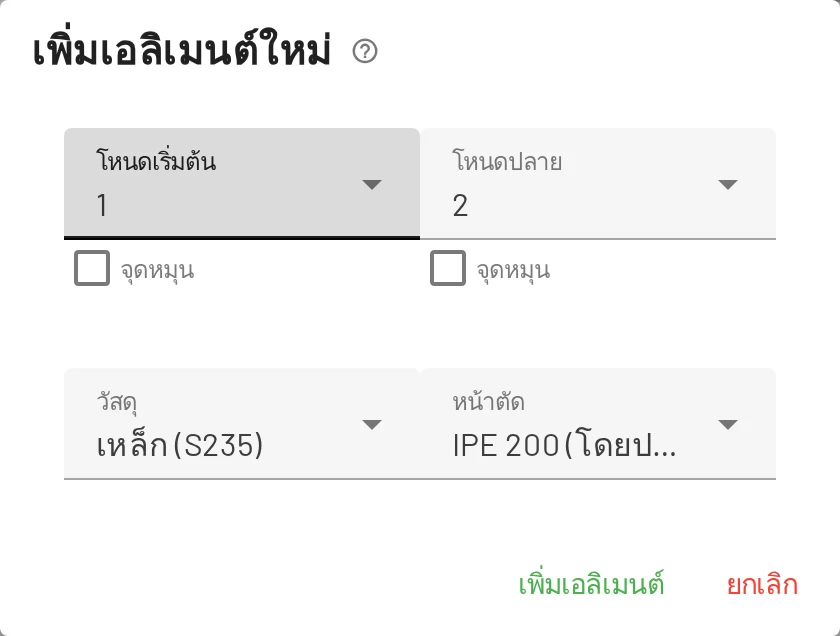 เพิ่มเอลิเมนต์ใหม่ ?
โหนดเริ่มต้น
1
โหนดปลาย
2
จุดหมุน
จุดหมุน
วัสดุ
เหล็ก (S235)
หน้าตัด
IPE 200 (โดยป...
เพิ่มเอลิเมนต์
ยกเลิก